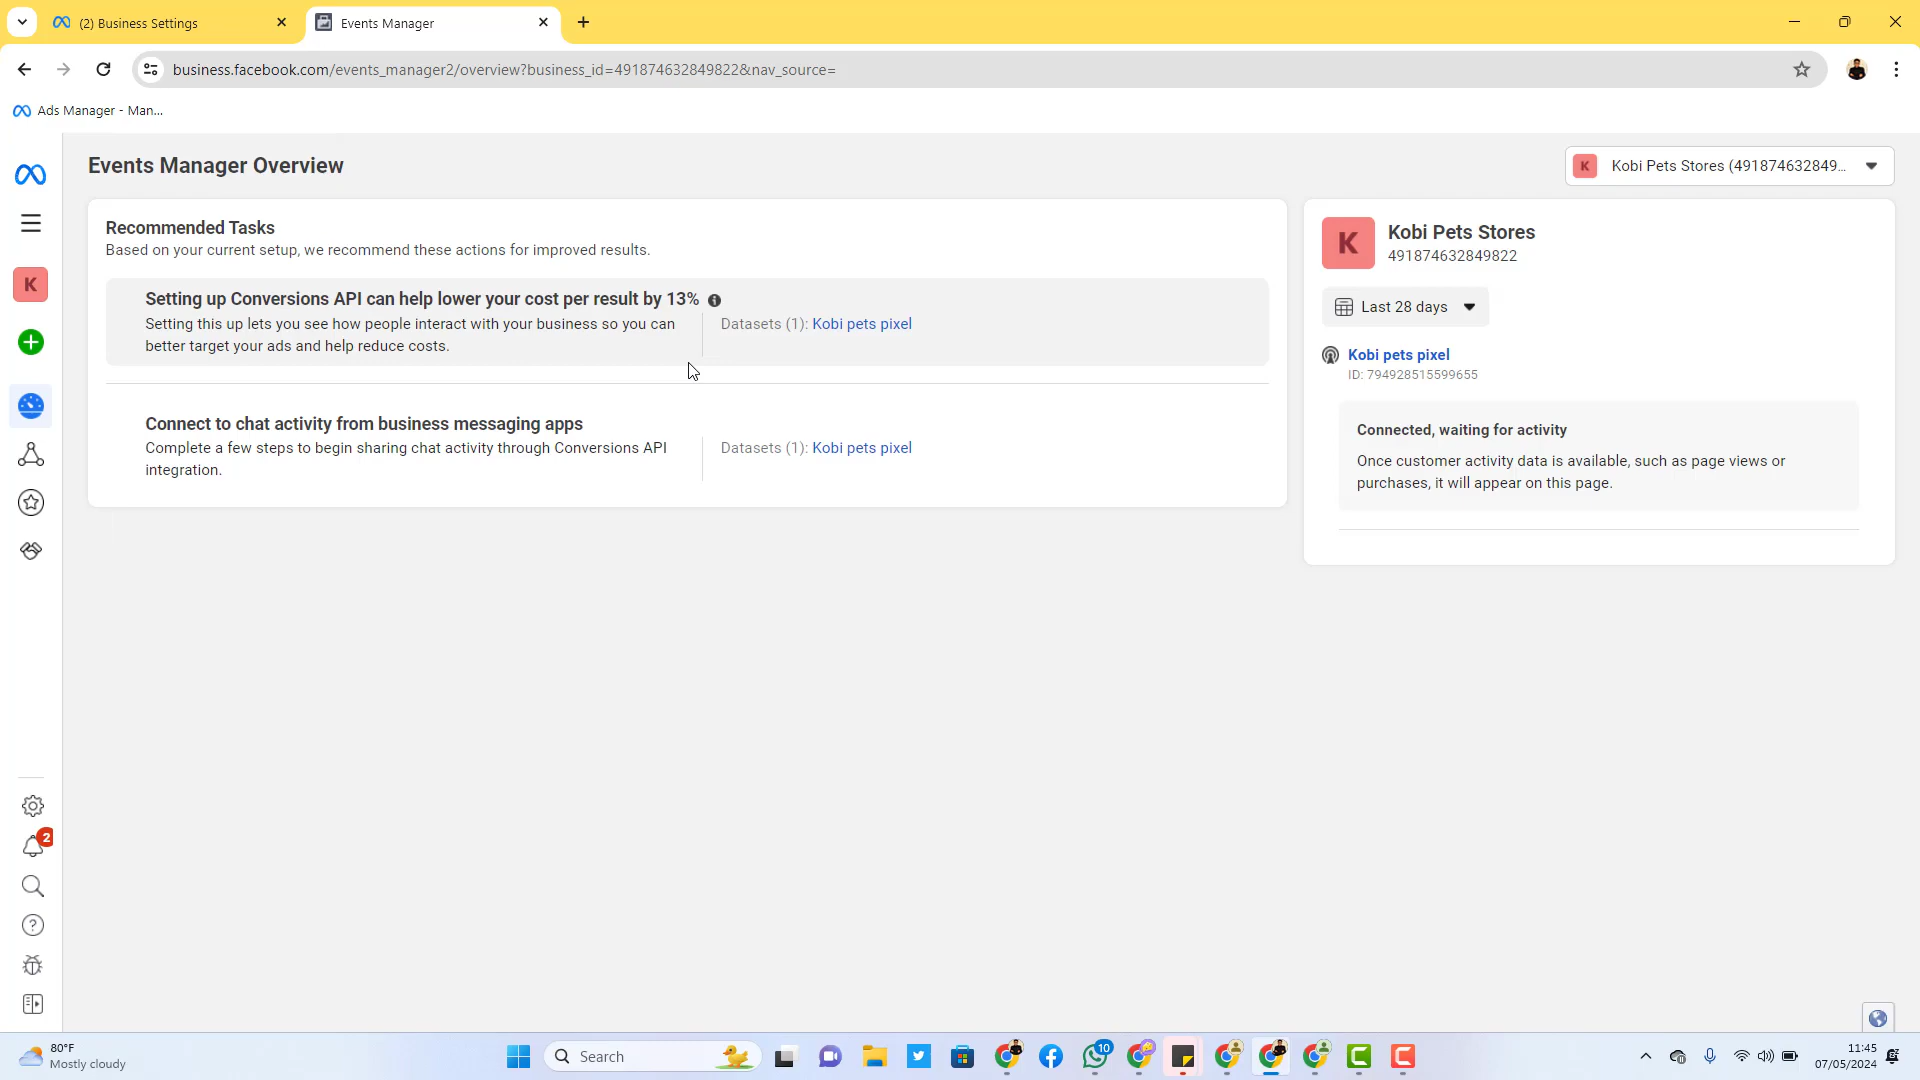 (2) Business Settings
Events Manager
business.facebook.com/events_manager2/overview?business_id=491874632849822&nav_source=
Ads Manager - Man...
Events Manager Overview
K Kobi Pets Stores (491874632849...
Recommended Tasks
Based on your current setup, we recommend these actions for improved results.
Setting up Conversions API can help lower your cost per result by 13%
Setting this up lets you see how people interact with your business so you can
better target your ads and help reduce costs.
Datasets (1): Kobi pets pixel
Connect to chat activity from business messaging apps
Complete a few steps to begin sharing chat activity through Conversions API
integration.
Datasets (1): Kobi pets pixel
K
Kobi Pets Stores
491874632849822
Last 28 days
Kobi pets pixel
ID: 794928515599655
Connected, waiting for activity
Once customer activity data is available, such as page views or
purchases, it will appear on this page.
K
2
80°F
Mostly cloudy
Search
10
11:45
07/05/2024